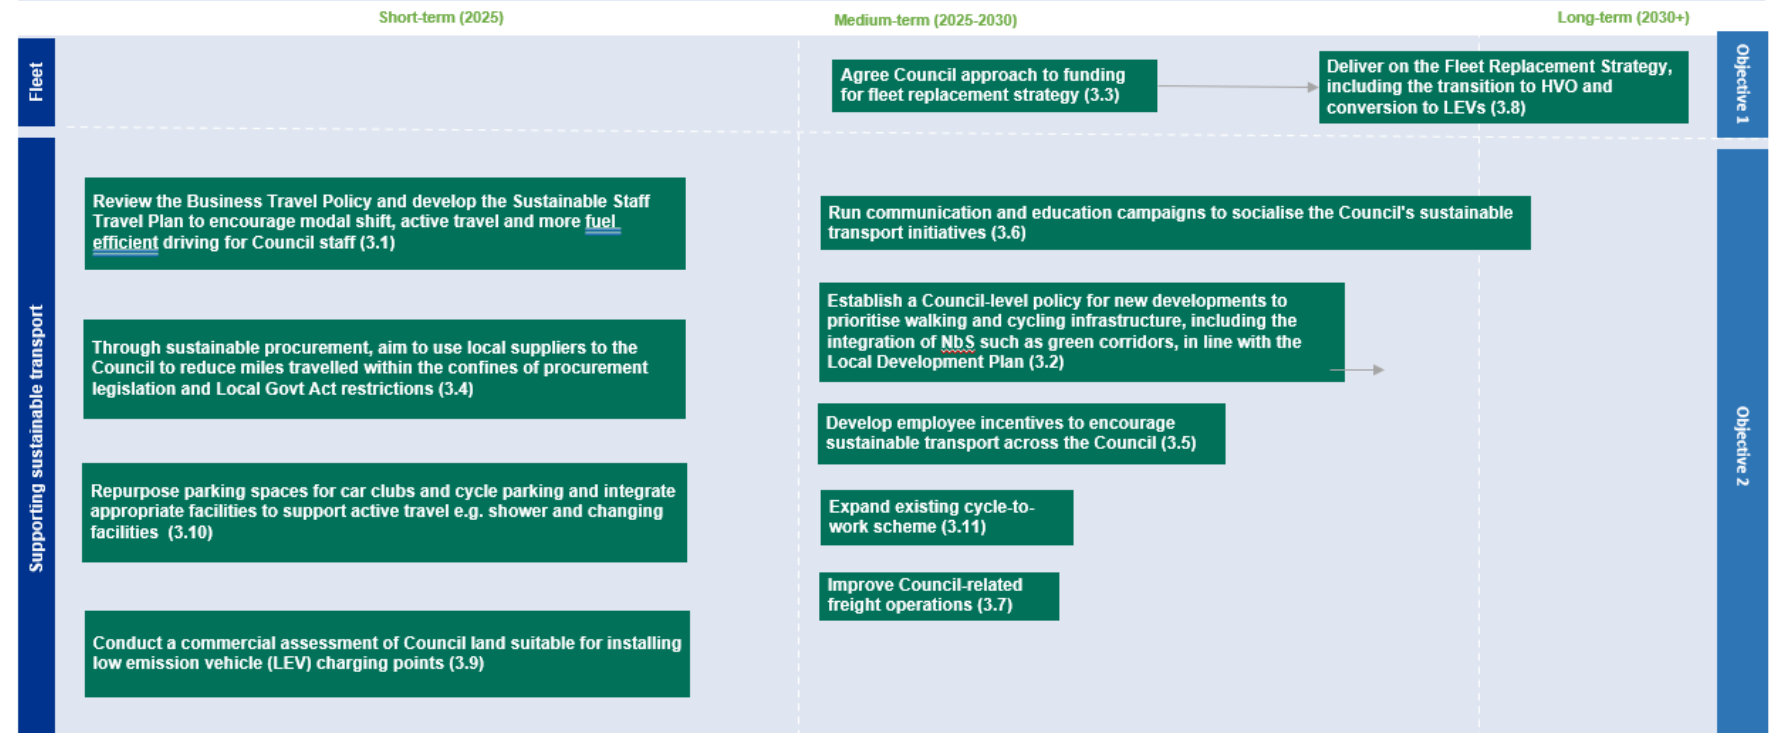 Short-term (2025)
Medium-term (2025-2030)
Long-term (2030+)
Fleet
Agree Council approach to funding
for fleet replacement strategy (3.3)
Deliver on the Fleet Replacement Strategy,
including the transition to HVO and
conversion to LEVs (3.8)
Objective 1
Supporting sustainable transport
Review the Business Travel Policy and develop the Sustainable Staff
Travel Plan to encourage modal shift, active travel and more fuel
efficient driving for Council staff (3.1)
Through sustainable procurement, aim to use local suppliers to the
Council to reduce miles travelled within the confines of procurement
legislation and Local Govt Act restrictions (3.4)
Repurpose parking spaces for car clubs and cycle parking and integrate
appropriate facilities to support active travel e.g. shower and changing
facilities (3.10)
Conduct a commercial assessment of Council land suitable for installing
low emission vehicle (LEV) charging points (3.9)
Run communication and education campaigns to socialise the Council's sustainable
transport initiatives (3.6)
Establish a Council-level policy for new developments to
prioritise walking and cycling infrastructure, including the
integration of NbS such as green corridors, in line with the
Local Development Plan (3.2)
Develop employee incentives to encourage
sustainable transport across the Council (3.5)
Expand existing cycle-to-
work scheme (3.11)
Improve Council-related
freight operations (3.7)
Objective 2